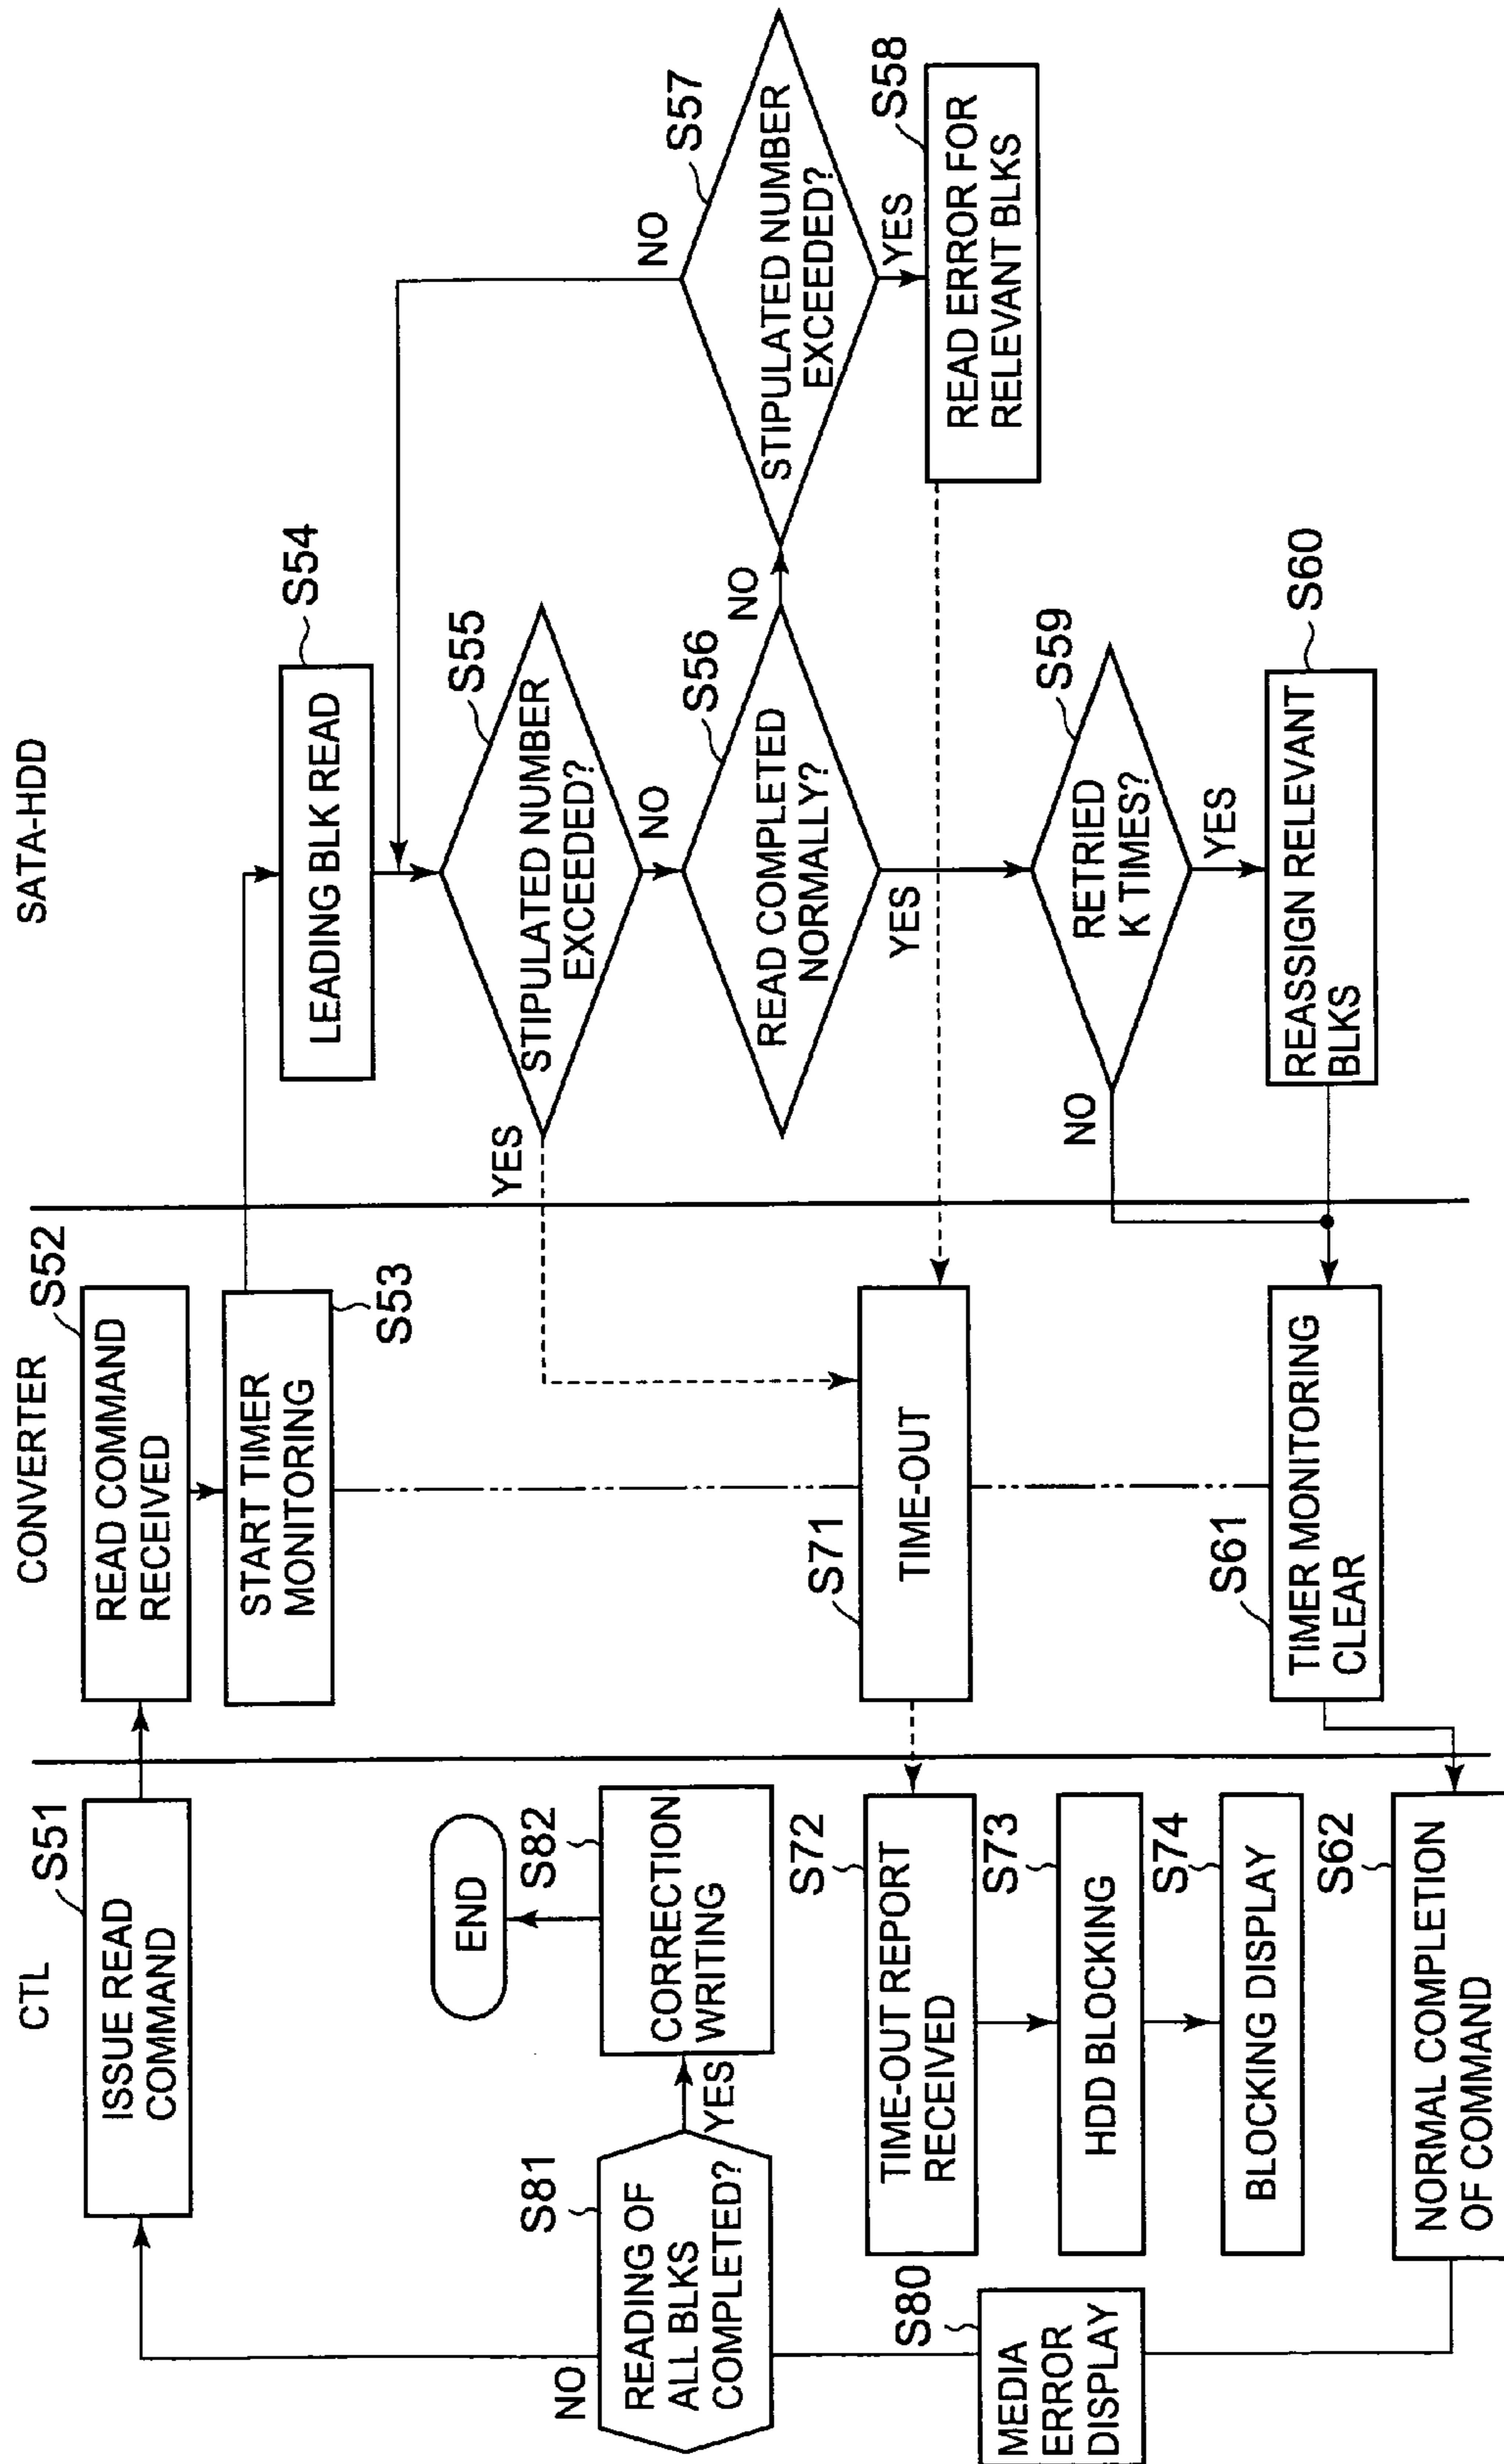 CTL
CONVERTER
SATA-HDD
S51
ISSUE READ
COMMAND
S52
READ COMMAND
RECEIVED
START TIMER
MONITORING
S53
S54
LEADING BLK READ
S55
STIPULATED NUMBER
EXCEEDED?
YES
NO
S56
READ COMPLETED
NORMALLY?
NO
YES
S57
STIPULATED NUMBER
EXCEEDED?
NO
YES
S58
READ ERROR FOR
RELEVANT BLKS
S59
RETRIED
K TIMES?
NO
YES
S60
REASSIGN RELEVANT
BLKS
S71
TIME-OUT
S61
TIMER MONITORING
CLEAR
END
S82
CORRECTION
WRITING
YES
S81
READING OF
ALL BLKS
COMPLETED?
NO
S72
TIME-OUT REPORT
RECEIVED
S73
HDD BLOCKING
S74
BLOCKING DISPLAY
S62
NORMAL COMPLETION
OF COMMAND
S80
MEDIA
ERROR
DISPLAY